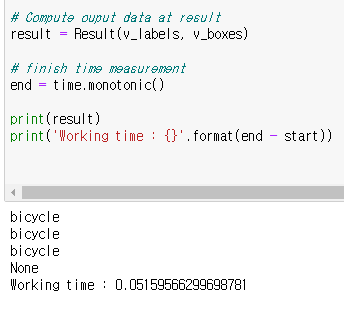 # Compute ouput data at result
result = Result(v_labels, v_boxes)
# finish time measurement
end = time.monotonic()
print(result)
print('Working time : {}'.format(end - start))
bicycle
bicycle
bicycle
None
Working time : 0.05159566299698781